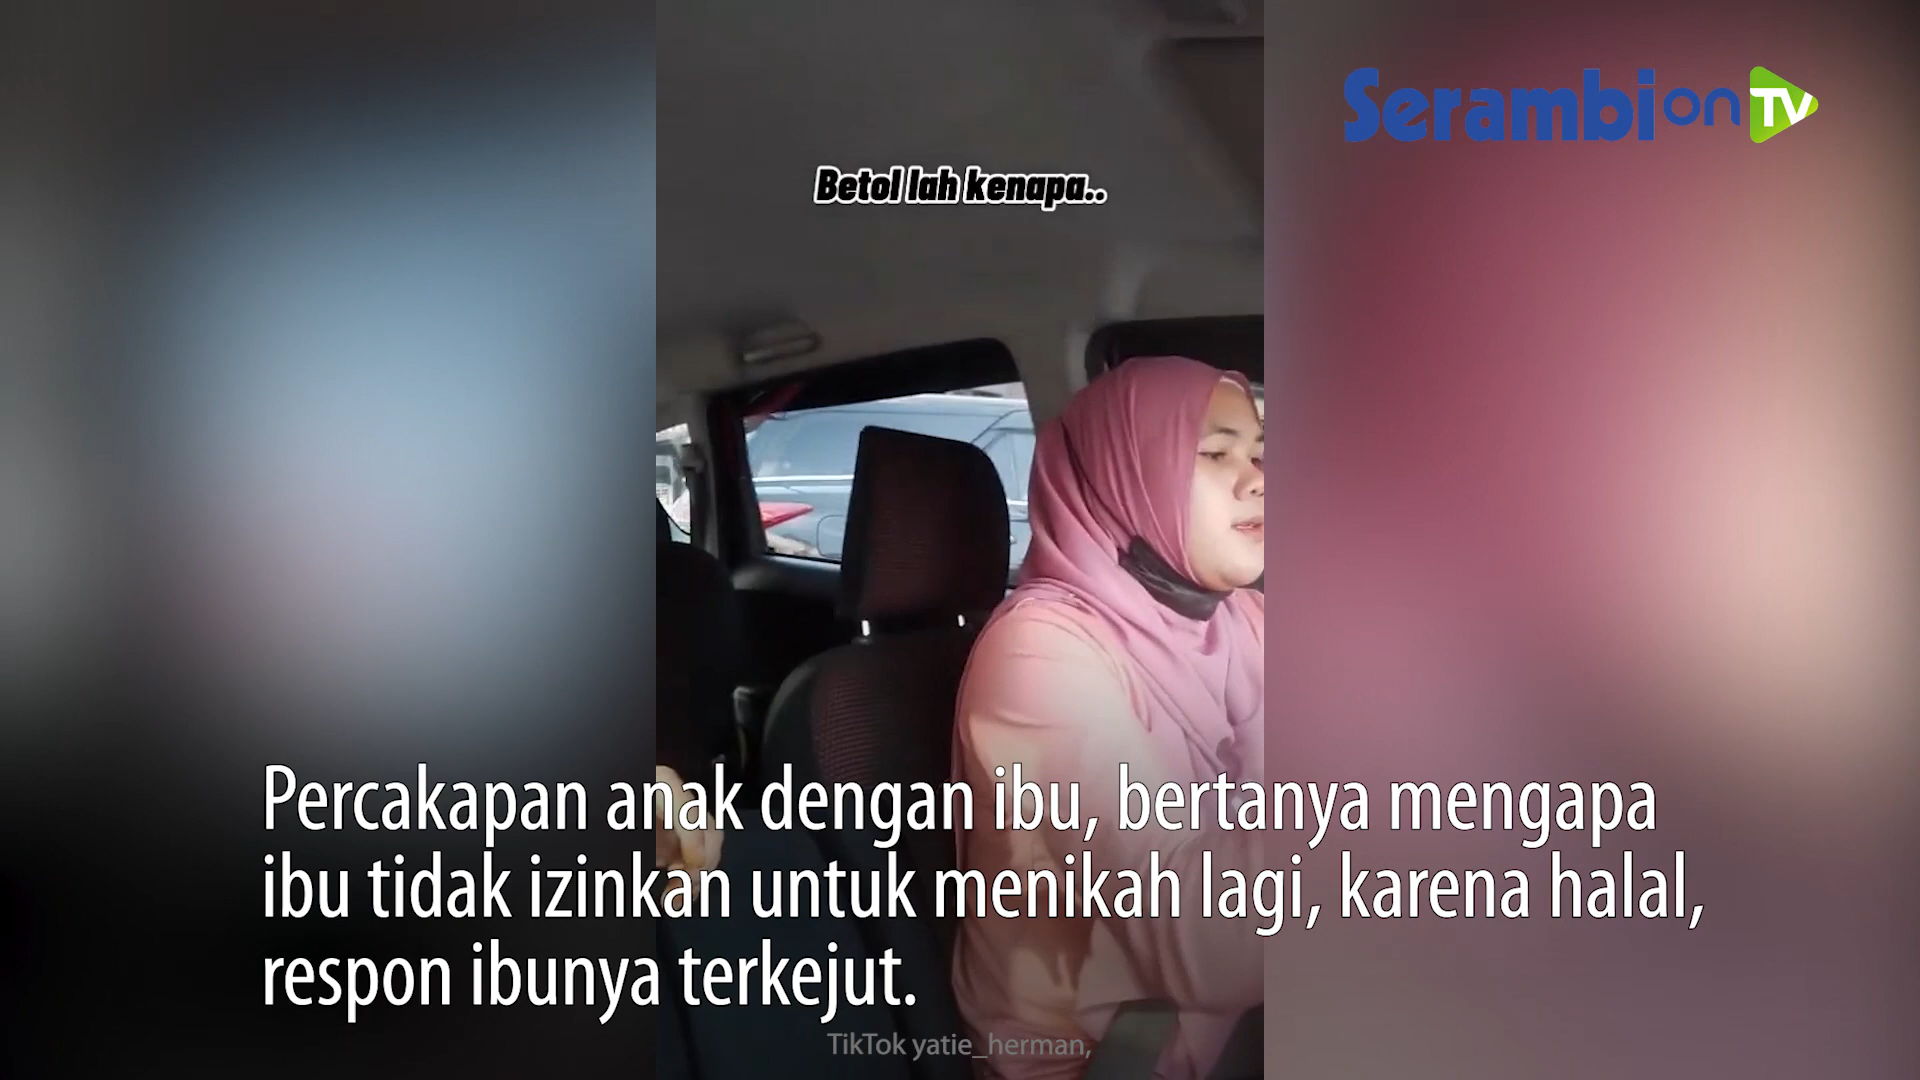 Serambi on TV
Betol lah kenapa..
Percakapan anak dengan ibu, bertanya mengapa
ibu tidak izinkan untuk menikah lagi, karena halal,
respon ibunya terkejut.
TikTok yatie_herman,